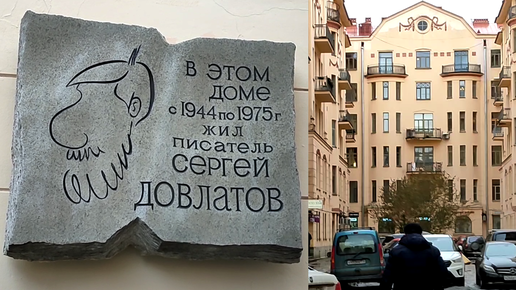 В ЭТОМ
ДОМЕ
с 1944 по 1975 г
ЖИЛ
ПИСАТЕЛЬ
СЕРГЕЙ
ДОВЛАТОВ